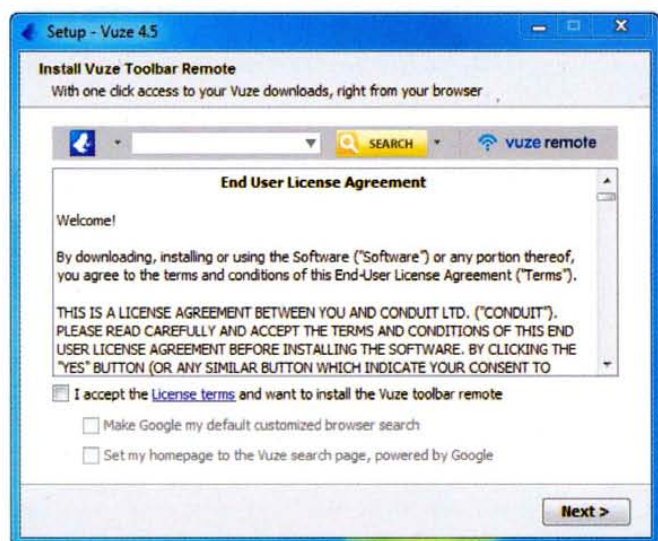 Setup - Vuze 4.5
Install Vuze Toolbar Remote
With one click access to your Vuze downloads, right from your browser
SEARCH
vuze remote
End User License Agreement
Welcome!
By downloading, installing or using the Software ("Software") or any portion thereof,
you agree to the terms and conditions of this End-User License Agreement ("Terms").
THIS IS A LICENSE AGREEMENT BETWEEN YOU AND CONDUIT LTD. ("CONDUIT").
PLEASE READ CAREFULLY AND ACCEPT THE TERMS AND CONDITIONS OF THIS END
USER LICENSE AGREEMENT BEFORE INSTALLING THE SOFTWARE. BY CLICKING THE
"YES" BUTTON (OR ANY SIMILAR BUTTON WHICH INDICATE YOUR CONSENT TO
I accept the License terms and want to install the Vuze toolbar remote
Make Google my default customized browser search
Set my homepage to the Vuze search page, powered by Google
Next >